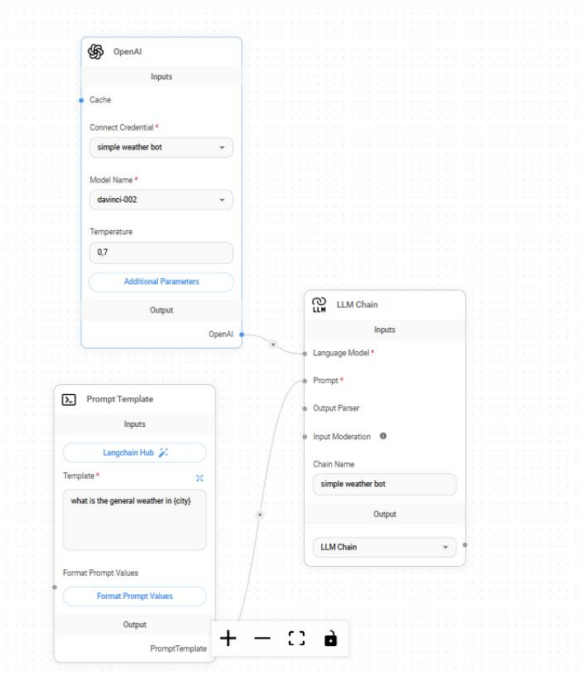 OpenAI
Inputs
Cache
Connect Credential *
simple weather bot
Model Name *
davinci-002
Temperature
0,7
Additional Parameters
Output
OpenAI
Prompt Template
Inputs
Langchain Hub
Template *
what is the general weather in {city}
Format Prompt Values
Format Prompt Values
Output
PromptTemplate
LLM
LLM Chain
Inputs
Language Model *
Prompt *
Output Parser
Input Moderation
Chain Name
simple weather bot
Output
LLM Chain